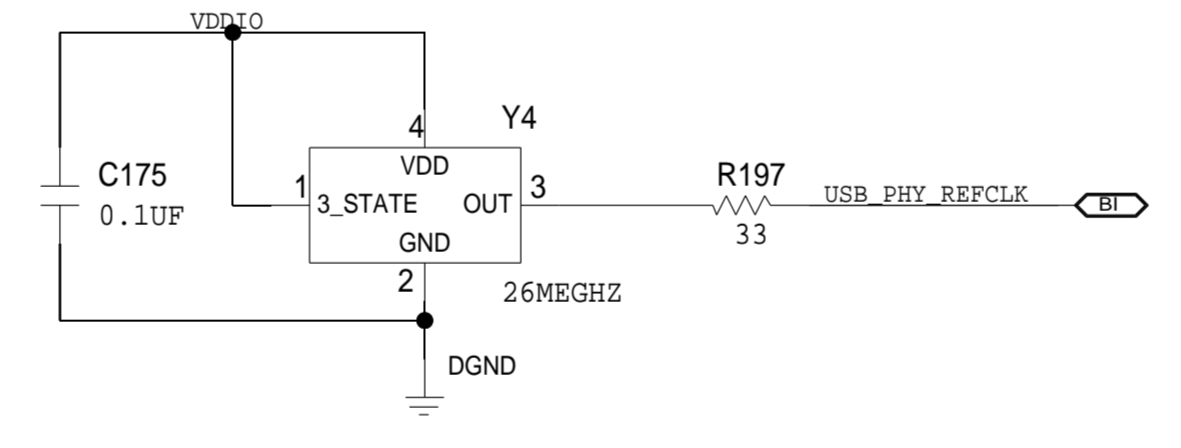 VDDIO
Y4
4
VDD
C175
0.1UF
1
3_STATE
OUT
3
R197
33
USB_PHY_REFCLK
BI
GND
2
26MEGHZ
DGND